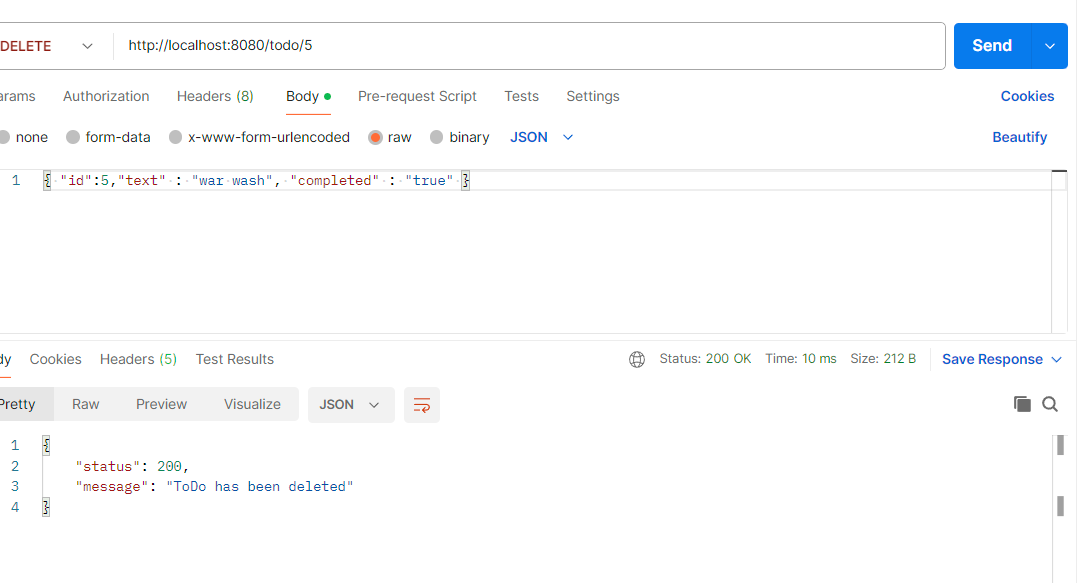 DELETE http://localhost:8080/todo/5 Send
arams Authorization Headers (8) Body Pre-request Script Tests Settings Cookies
none form-data x-www-form-urlencoded raw binary JSON Beautify
1 { "id":5,"text" : "war wash", "completed" : "true" }
dy Cookies Headers (5) Test Results Status: 200 OK Time: 10 ms Size: 212 B Save Response
Pretty Raw Preview Visualize JSON
1 {
2 "status": 200,
3 "message": "ToDo has been deleted"
4 }